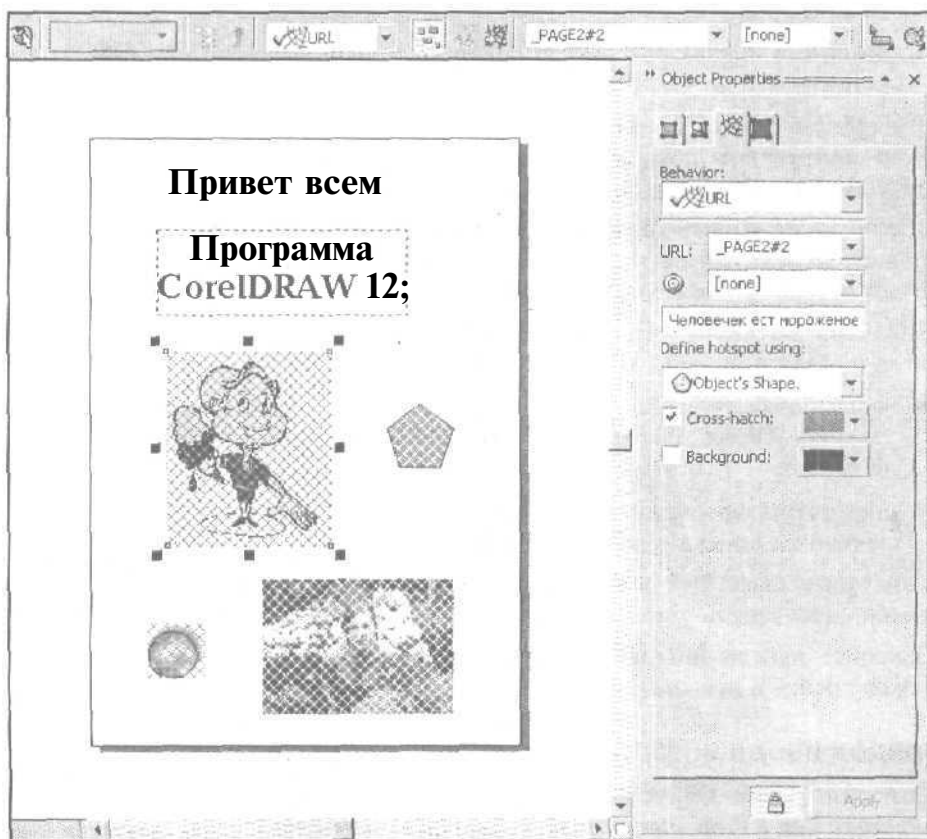 URL _PAGE2#2 [none]
Object Properties
Behavior:
URL
URL: _PAGE2#2
[none]
Человечек ест мороженое
Define hotspot using:
Object's Shape.
Cross-hatch:
Background:
Apply
Привет всем
Программа
CorelDRAW 12;